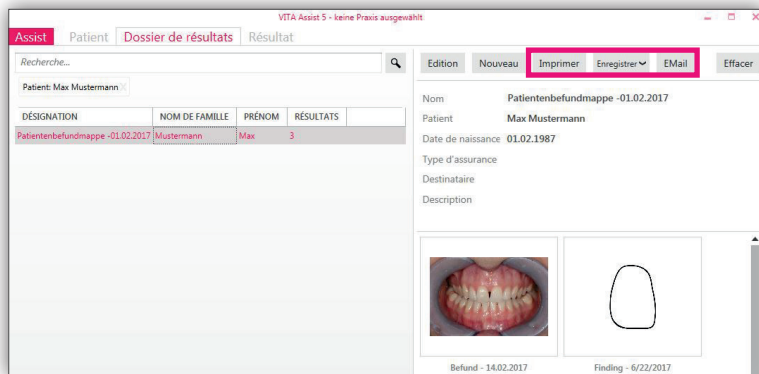 VITA Assist 5 - keine Praxis ausgewählt
Assist Patient Dossier de résultats Résultat
Recherche...
Patient: Max Mustermann
DÉSIGNATION NOM DE FAMILLE PRÉNOM RÉSULTATS
Patientenbefundmappe -01.02.2017 Mustermann Max 3
Edition Nouveau Imprimer Enregistrer EMail Effacer
Nom Patientenbefundmappe -01.02.2017
Patient Max Mustermann
Date de naissance 01.02.1987
Type d'assurance
Destinataire
Description
Befund - 14.02.2017 Finding - 6/22/2017